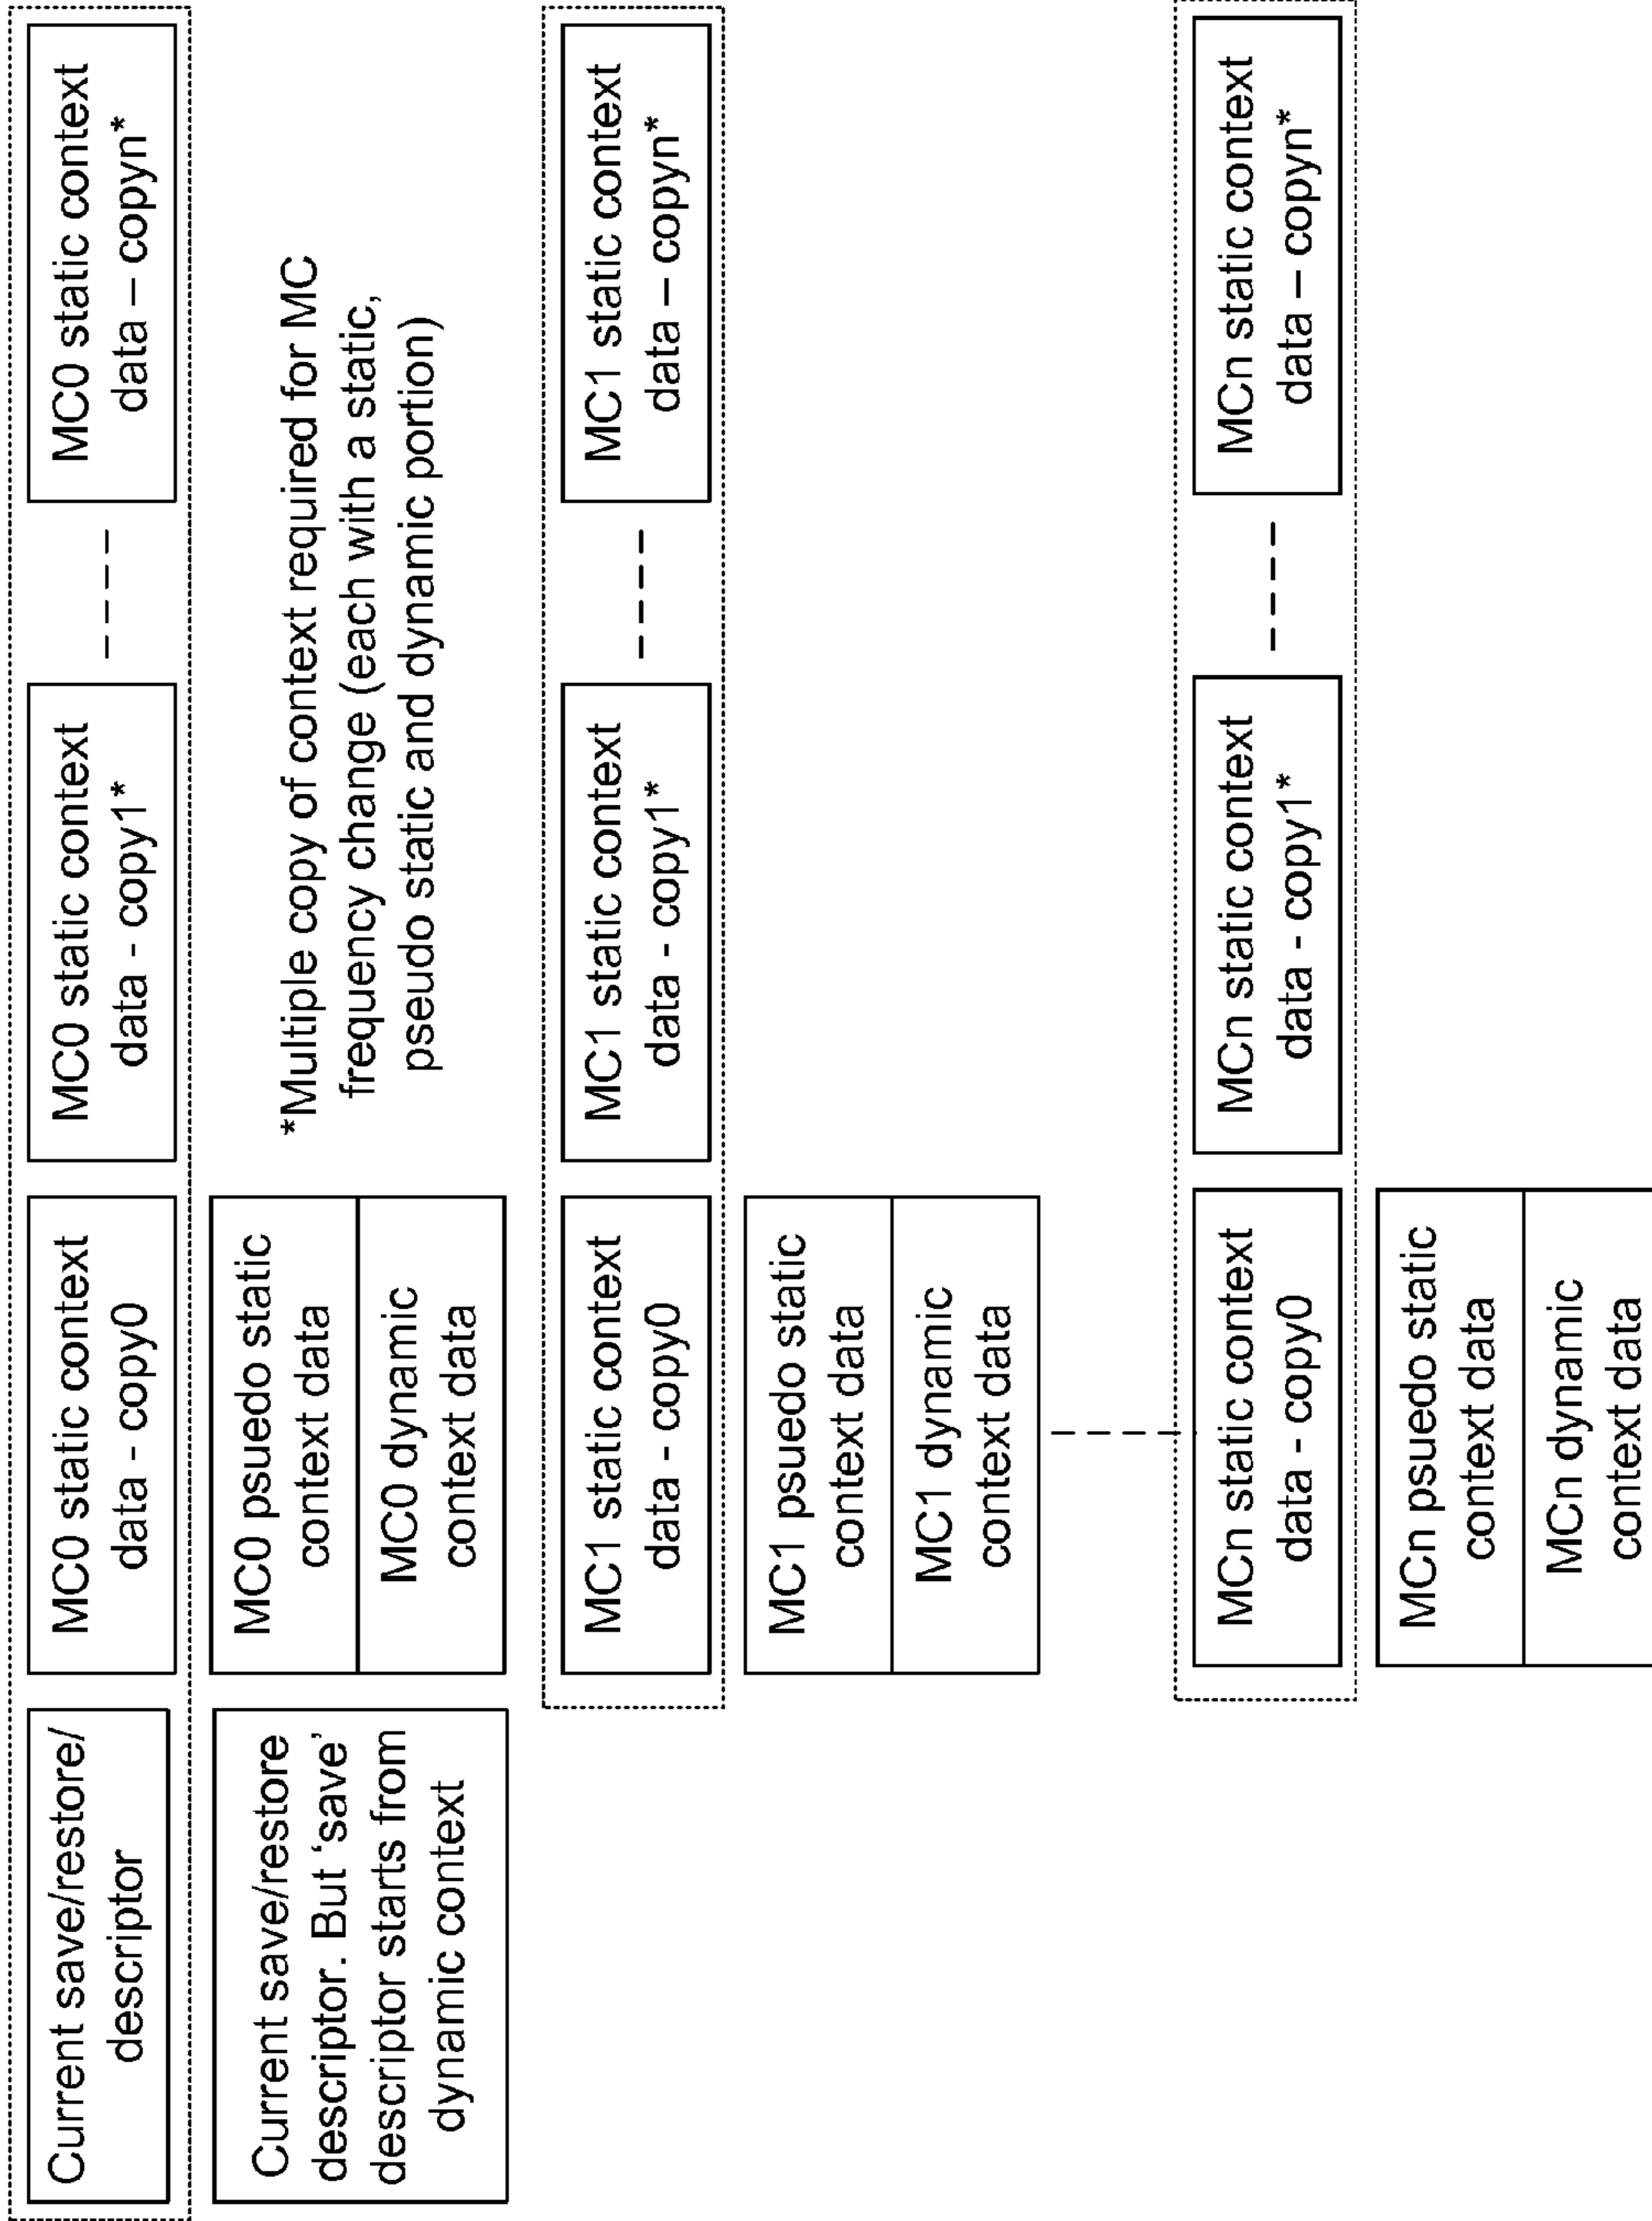 Current save/restore/
descriptor
MC0 static context
data - copy0
MC0 static context
data - copy1*
MC0 static context
data – copyn*
Current save/restore
descriptor. But ‘save’
descriptor starts from
dynamic context
MC0 psuedo static
context data
MC0 dynamic
context data
*Multiple copy of context required for MC
frequency change (each with a static,
pseudo static and dynamic portion)
MC1 static context
data - copy0
MC1 static context
data - copy1*
MC1 static context
data – copyn*
MC1 psuedo static
context data
MC1 dynamic
context data
MCn static context
data - copy0
MCn static context
data - copy1*
MCn static context
data – copyn*
MCn psuedo static
context data
MCn dynamic
context data